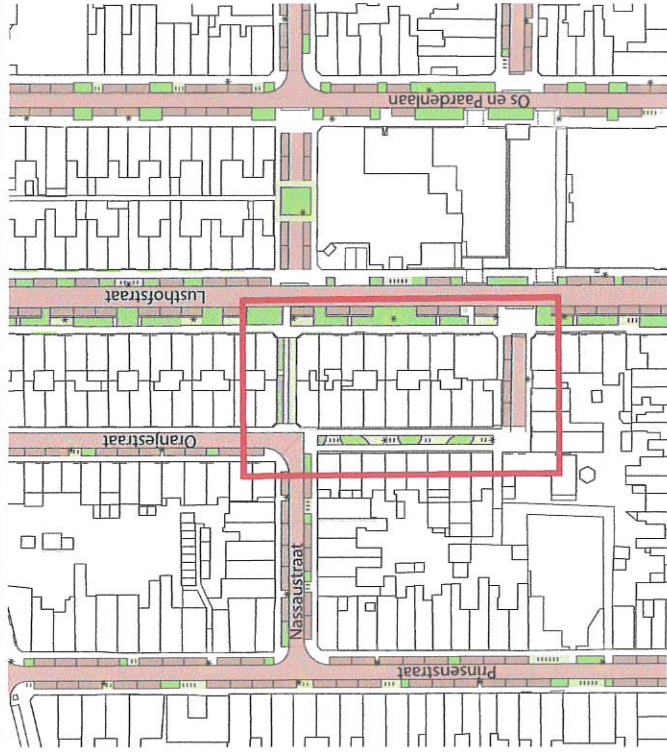 Os en Paardenlaan
Lusthofstraat
Oranjestraat
Nassaustraat
Prinsenstraat